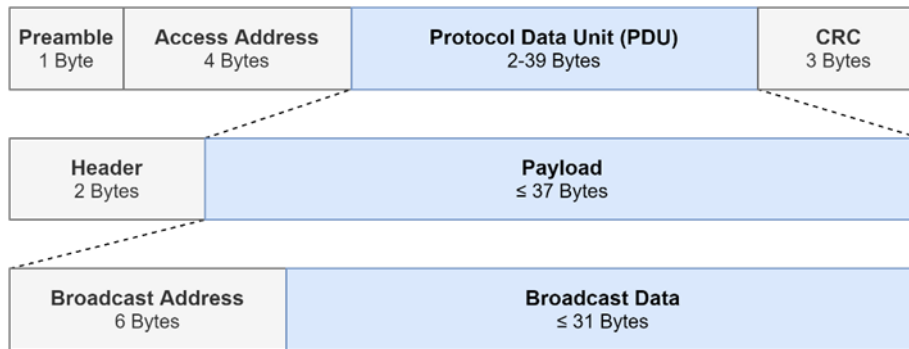 Preamble
1 Byte
Access Address
4 Bytes
Protocol Data Unit (PDU)
2-39 Bytes
CRC
3 Bytes
Header
2 Bytes
Payload
≤ 37 Bytes
Broadcast Address
6 Bytes
Broadcast Data
≤ 31 Bytes